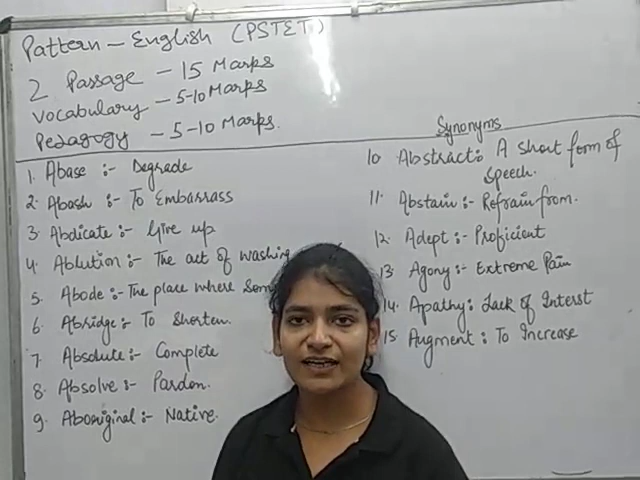 Pattern - English (PSTET)
2 Passage - 15 Marks
Vocabulary - 5-10 Marks
Pedagogy - 5-10 Marks.
Synonyms
1. Abase :- Degrade
2. Abash :- To Embarrass
3. Abdicate :- Give up
4. Ablution :- The act of washing
5. Abode :- The place where
6. Abridge :- To Shorten.
7. Absolute :- Complete
8. Absolve :- Pardon.
9. Aboriginal :- Native.
10. Abstract :- A short form of
speech.
11. Abstain :- Refrain from.
12. Adept :- Proficient
13. Agony :- Extreme Pain
14. Apathy : Lack of Interst
15 Augment : To Increase